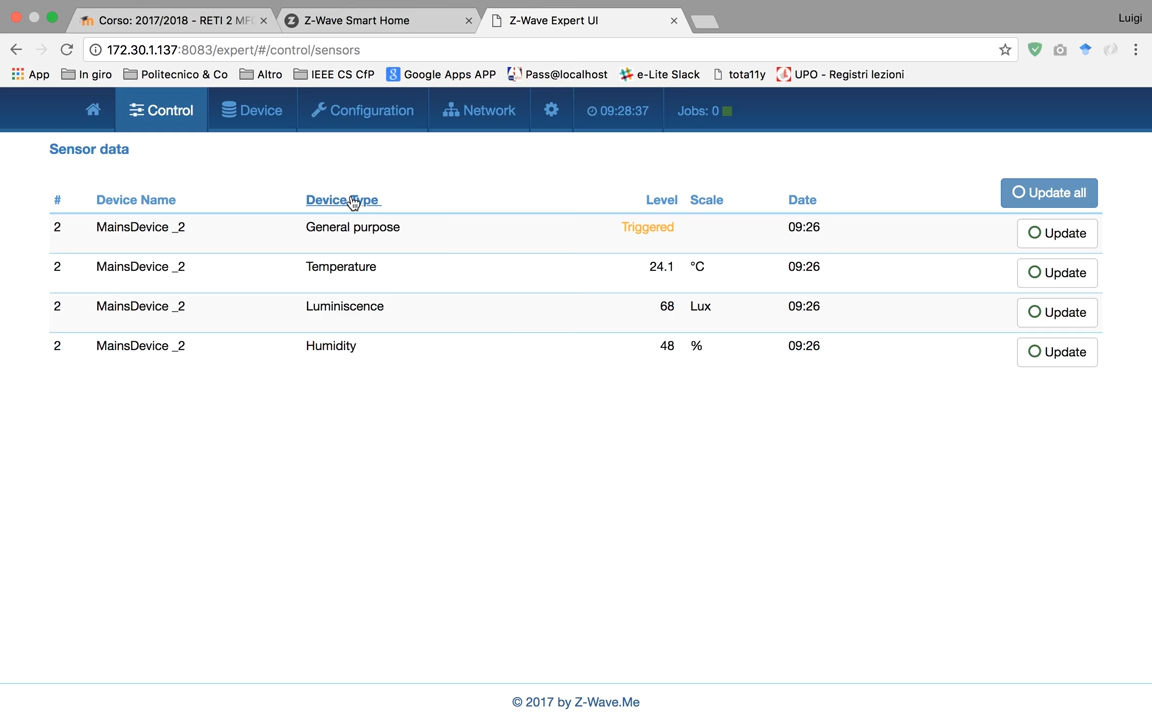 Corso: 2017/2018 - RETI 2 MFC
Z-Wave Smart Home
Z-Wave Expert UI
Luigi
172.30.1.137:8083/expert/#/control/sensors
App In giro Politecnico & Co Altro IEEE CS CfP Google Apps APP Pass@localhost e-Lite Slack tota11y UPO - Registri lezioni
Control Device Configuration Network 09:28:37 Jobs: 0
Sensor data
Update all
# Device Name Device Type Level Scale Date
2 MainsDevice _2 General purpose Triggered 09:26 Update
2 MainsDevice _2 Temperature 24.1 °C 09:26 Update
2 MainsDevice _2 Luminiscence 68 Lux 09:26 Update
2 MainsDevice _2 Humidity 48 % 09:26 Update
© 2017 by Z-Wave.Me